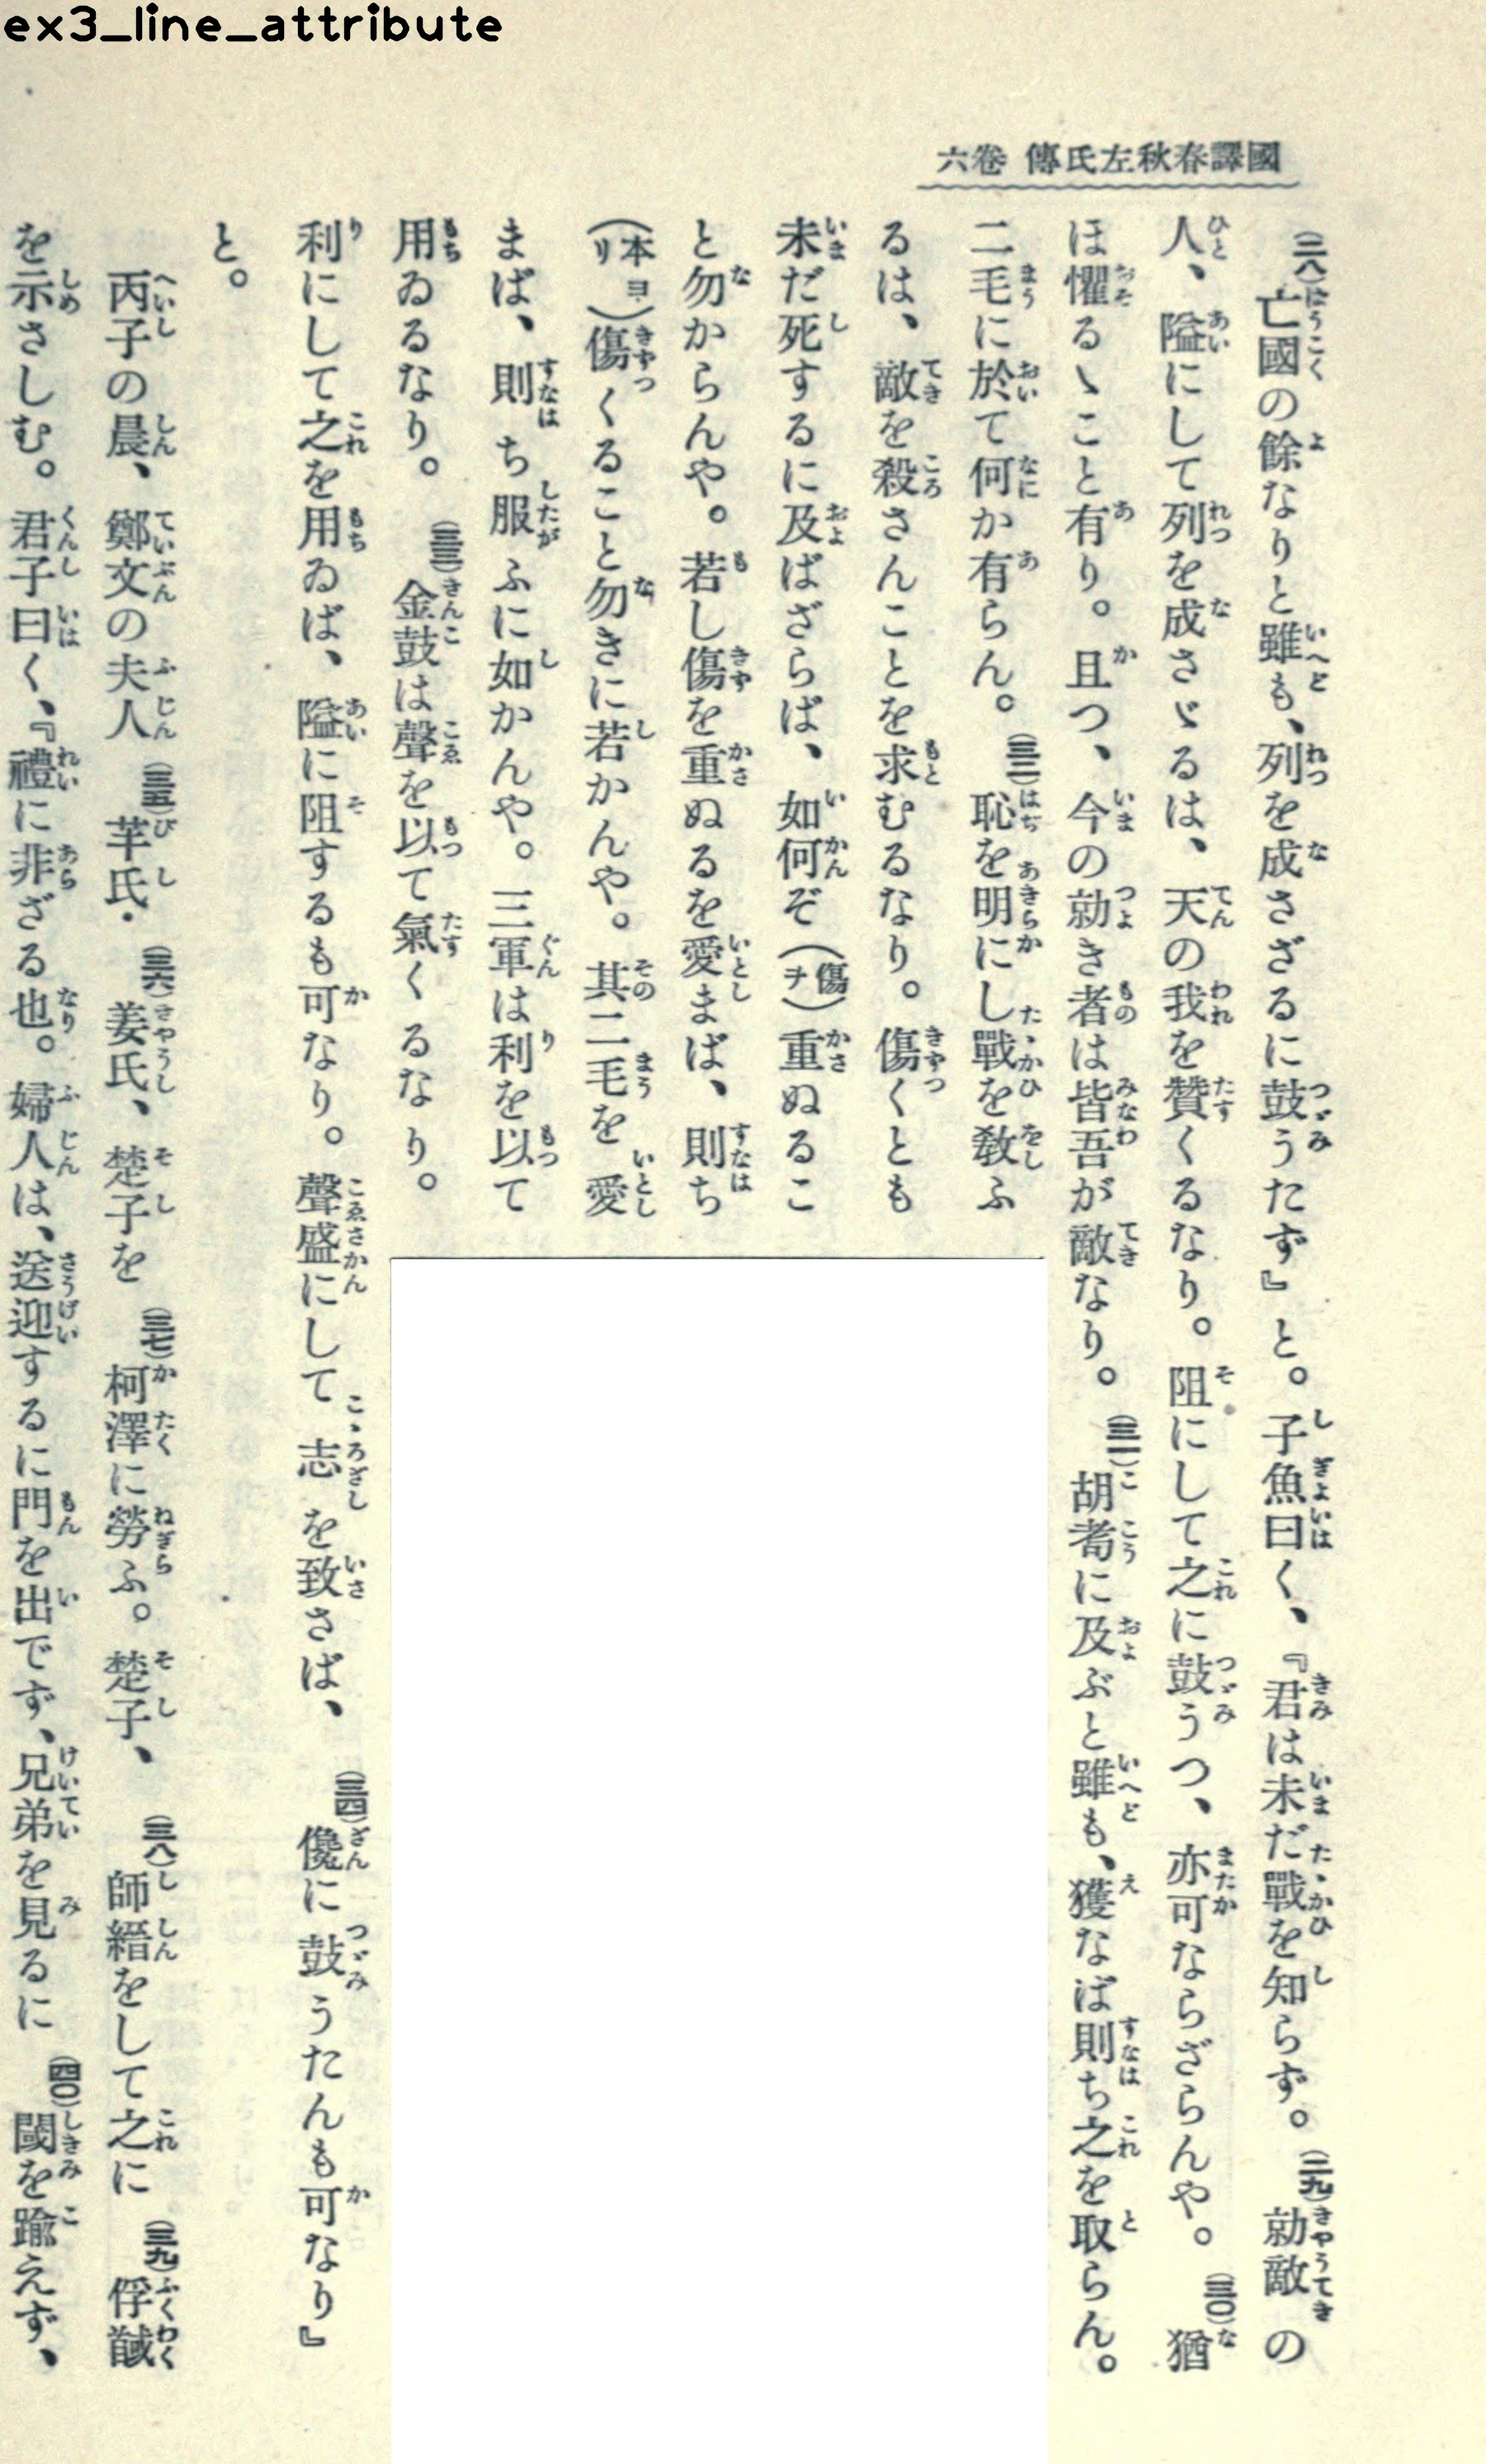 ex3_line_attribute
國譯春秋左氏傳 卷六
(二八)亡國の餘なりと雖も、列を成さざるに鼓うたず』と。子魚曰く、『君は未だ戰を知らず。(二九)勍敵の
人、隘にして列を成さゞるは、天の我を贊くるなり。阻にして之に鼓うつ、亦可ならざらんや。(三〇)猶
ほ懼るゝこと有り。且つ、今の勍き者は皆吾が敵なり。(三一)胡耇に及ぶと雖も、獲なば則ち之を取らん。
二毛に於て何か有らん。(三二)恥を明にし戰を敎ふ
るは、敵を殺さんことを求むるなり。傷くとも
未だ死するに及ばざらば、如何ぞ(傷ヲ)重ぬるこ
と勿からんや。若し傷を重ぬるを愛まば、則ち
(本ヨリ)傷くること勿きに若かんや。其二毛を愛
まば、則ち服ふに如かんや。三軍は利を以て
用ゐるなり。(三三)金鼓は聲を以て氣くるなり。
利にして之を用ゐば、隘に阻するも可なり。聲盛にして志を致さば、(三四)儳に鼓うたんも可なり』
と。
丙子の晨、鄭文の夫人(三五)羋氏・(三六)姜氏、楚子を(三七)柯澤に勞ふ。楚子、(三八)師縉をして之に(三九)俘馘
を示さしむ。君子曰く、『禮に非ざる也。婦人は、送迎するに門を出でず、兄弟を見るに(四〇)閾を踰えず、